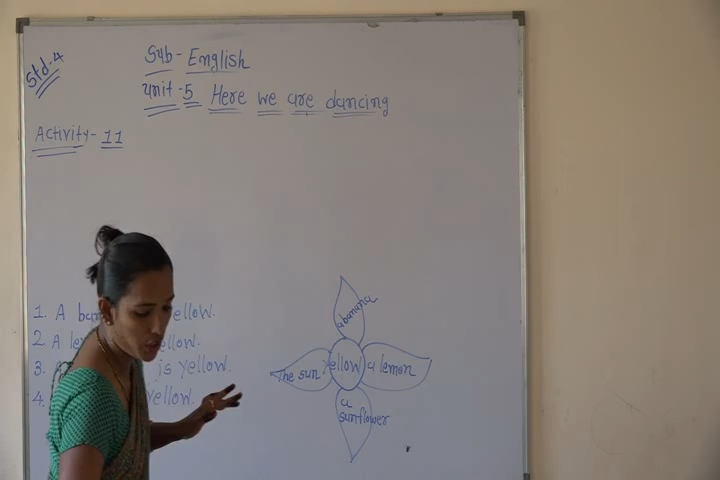 Std-4
Sub - English
Unit - 5 Here we are dancing
Activity - 11
1. A yellow.
2. A yellow.
3. is yellow.
4. yellow.
a banana
The sun yellow a lemon
a
sunflower